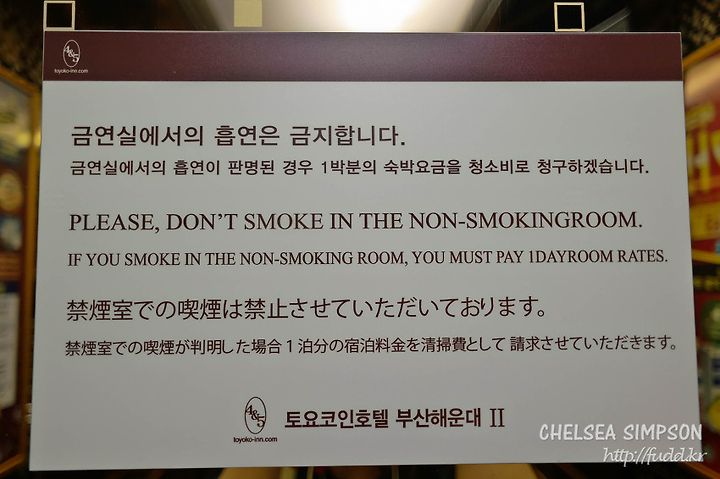 4&5
toyoko-inn.com
금연실에서의 흡연은 금지합니다.
금연실에서의 흡연이 판명된 경우 1박분의 숙박요금을 청소비로 청구하겠습니다.
PLEASE, DON'T SMOKE IN THE NON-SMOKINGROOM.
IF YOU SMOKE IN THE NON-SMOKING ROOM, YOU MUST PAY 1DAYROOM RATES.
禁煙室での喫煙は禁止させていただいております。
禁煙室での喫煙が判明した場合1泊分の宿泊料金を清掃費として 請求させていただきます。
4&5
toyoko-inn.com
토요코인호텔 부산해운대 II
CHELSEA SIMPSON
http://fudd.kr